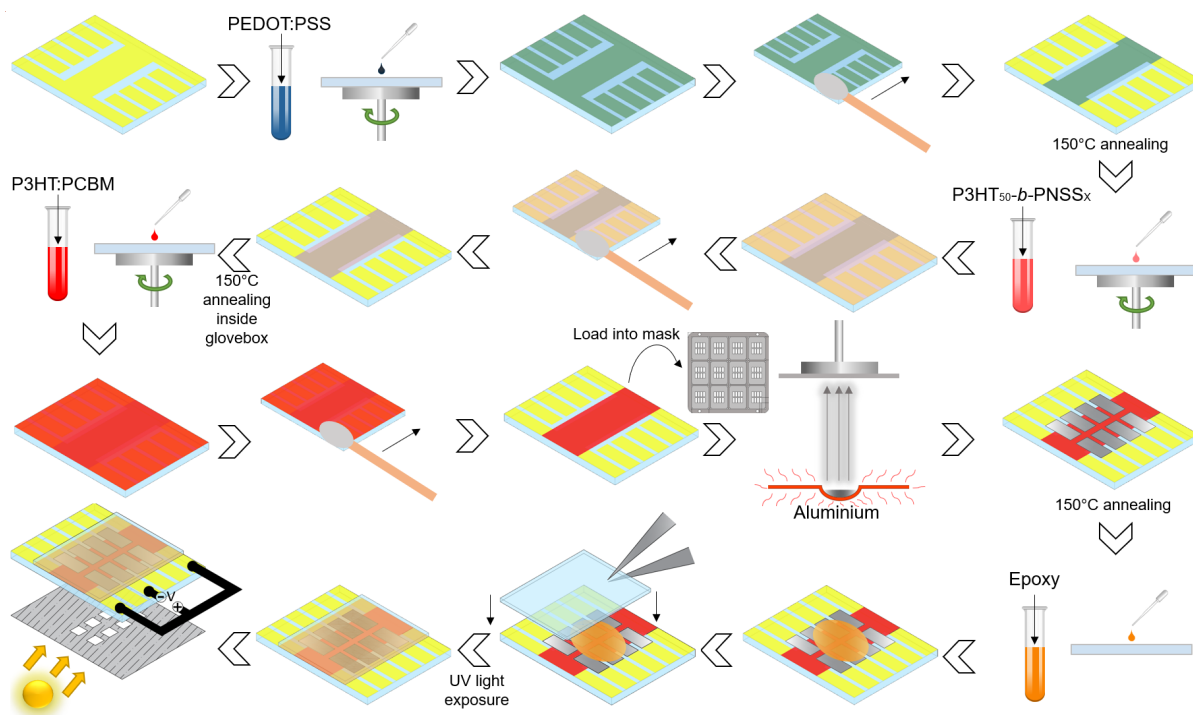 PEDOT:PSS
150°C annealing
P3HT:PCBM
P3HT₅₀-b-PNSSₓ
150°C
annealing
inside
glovebox
Load into mask
Aluminium
150°C annealing
V
Epoxy
UV light
exposure